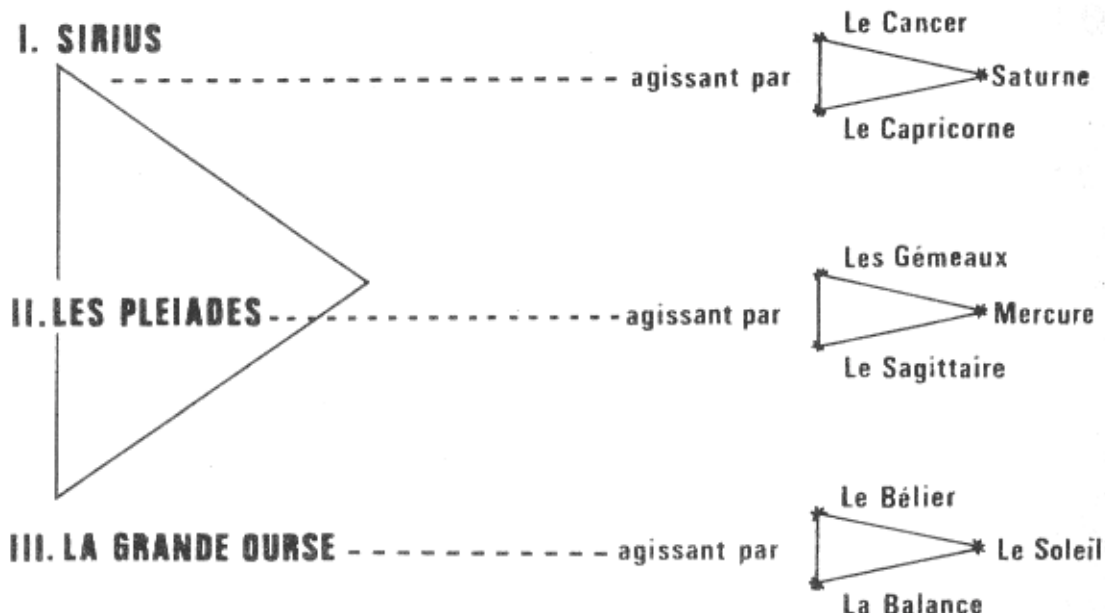 I. SIRIUS
Le Cancer
agissant par
Saturne
Le Capricorne
Les Gémeaux
II. LES PLEIADES
agissant par
Mercure
Le Sagittaire
Le Bélier
III. LA GRANDE OURSE
agissant par
Le Soleil
La Balance